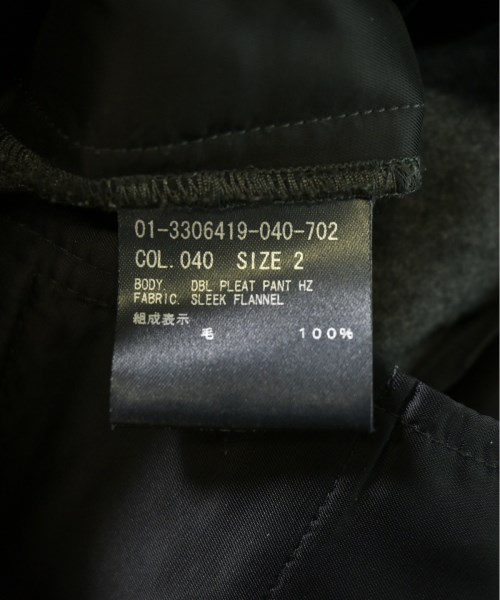 01-3306419-040-702
COL.040 SIZE 2
BODY. DBL PLEAT PANT HZ
FABRIC. SLEEK FLANNEL
組成表示
毛 100%